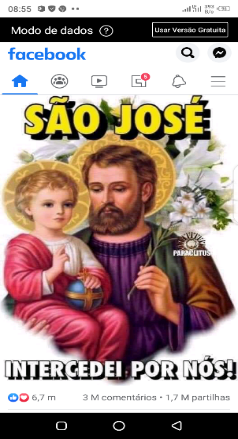 08:55
Modo de dados ?
Usar Versão Gratuita
facebook
SÃO JOSÉ
PARACLITUS
INTERCEDEI POR NÓS!
6,7 m 3 M comentários • 1,7 M partilhas